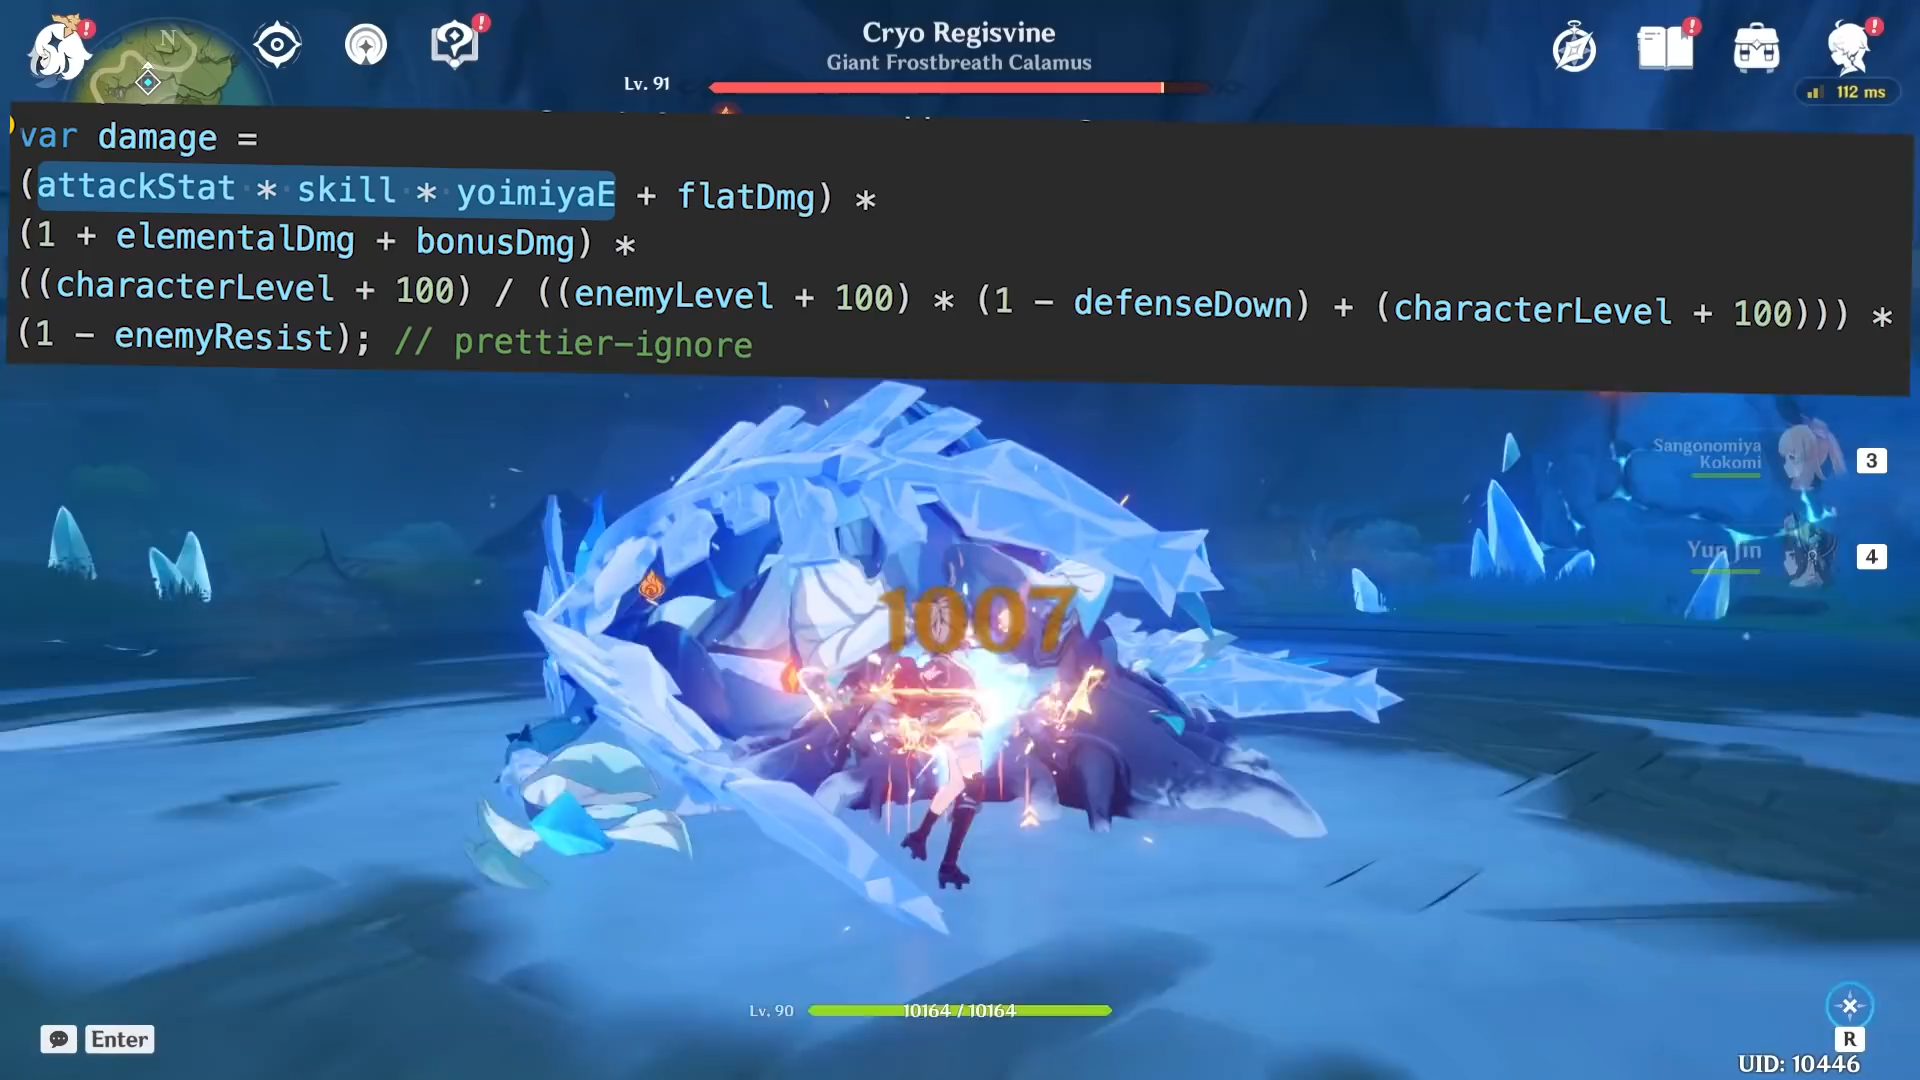 N
Cryo Regisvine
Giant Frostbreath Calamus
Lv. 91
112 ms
var damage =
(attackStat * skill * yoimiyaE + flatDmg) *
(1 + elementalDmg + bonusDmg) *
((characterLevel + 100) / ((enemyLevel + 100) * (1 - defenseDown) + (characterLevel + 100))) *
(1 - enemyResist); // prettier-ignore
Sangonomiya
Kokomi
3
Yun Jin
4
1007
Lv. 90
10164 / 10164
Enter
R
UID: 10446